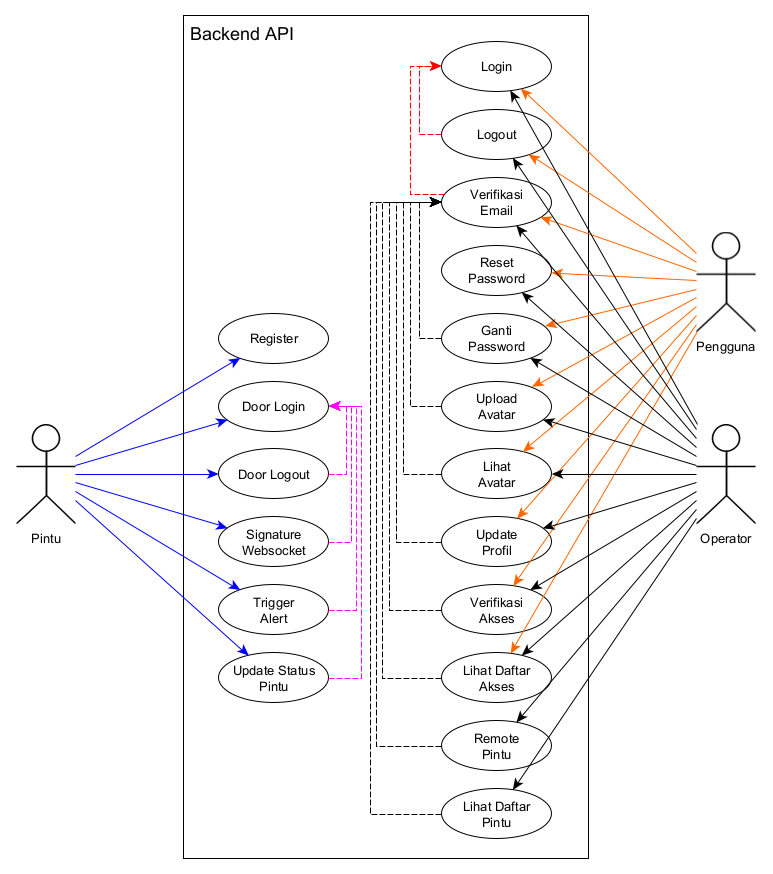 Backend API
Login
Logout
Verifikasi
Email
Reset
Password
Ganti
Password
Upload
Avatar
Lihat
Avatar
Update
Profil
Verifikasi
Akses
Lihat Daftar
Akses
Remote
Pintu
Lihat Daftar
Pintu
Register
Door Login
Door Logout
Signature
Websocket
Trigger
Alert
Update Status
Pintu
Pintu
Pengguna
Operator